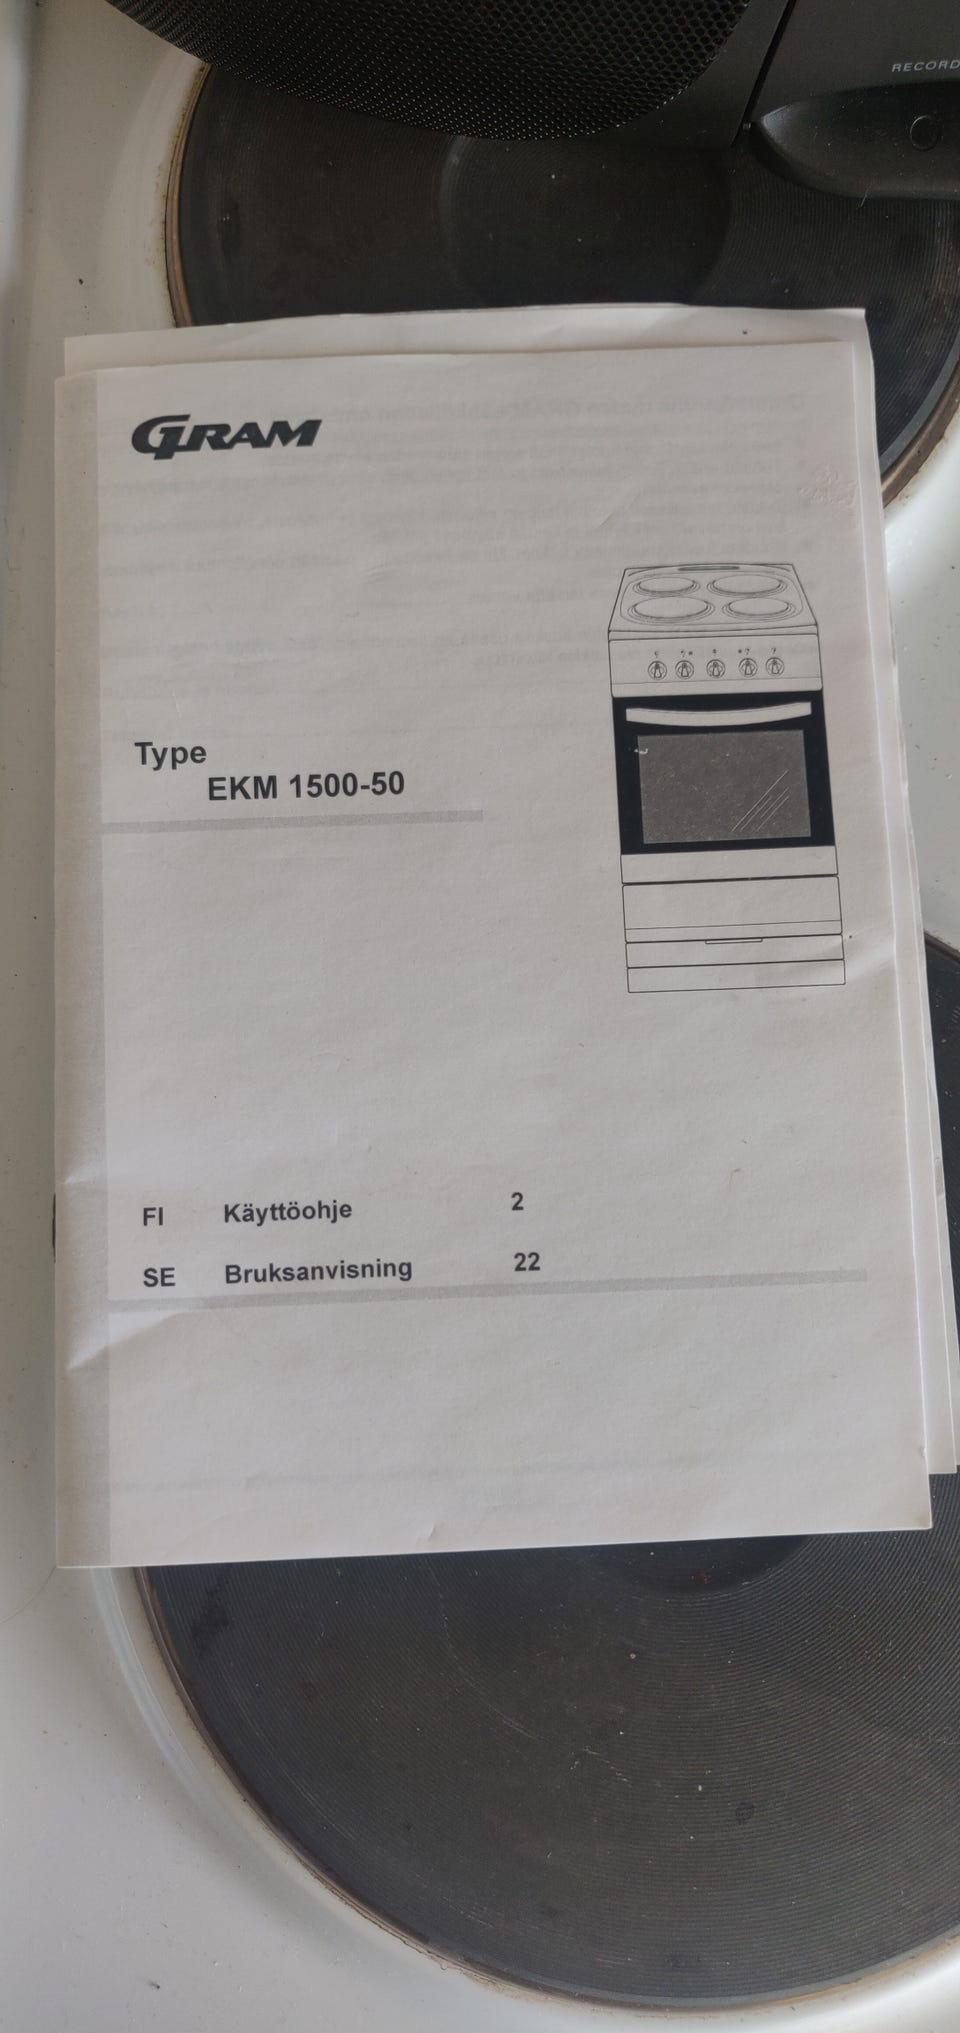 RECORD
GRAM
Type
EKM 1500-50
FI Käyttöohje 2
SE Bruksanvisning 22